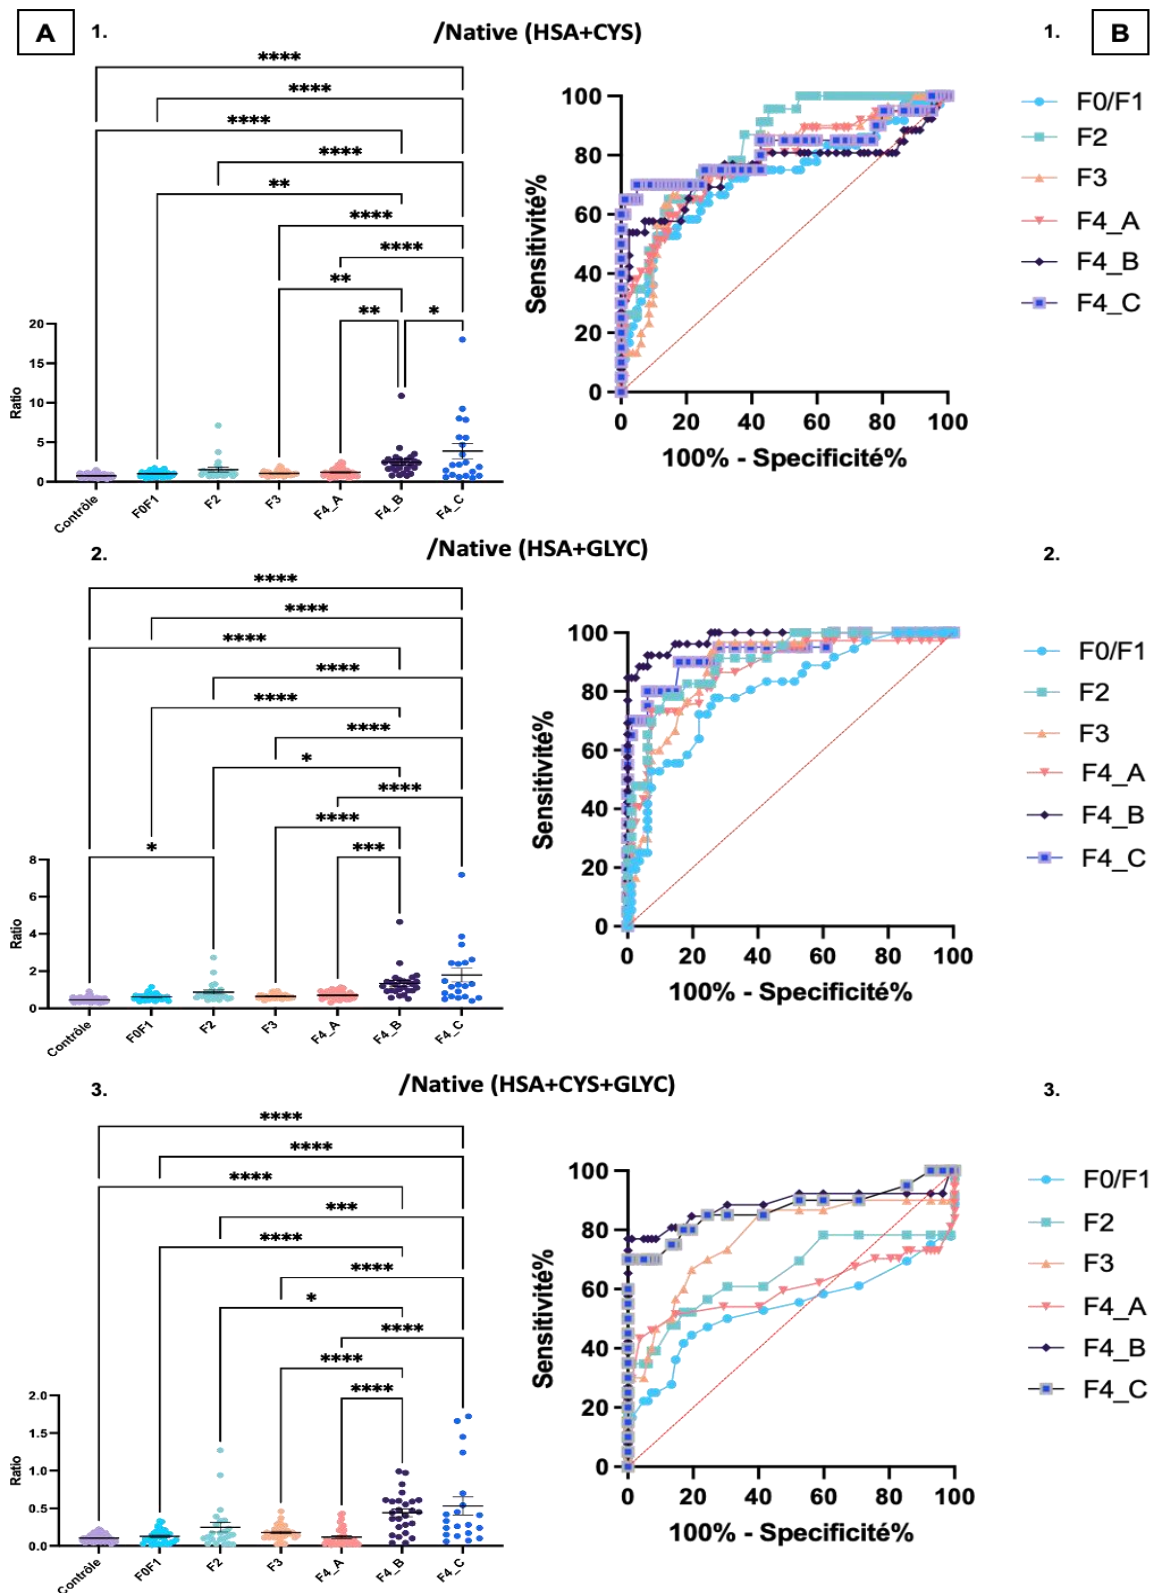 A
1.
/Native (HSA+CYS)
1.
B
****
****
****
****
**
****
****
**
**
*
20
15
10
5
0
Ratio
Contrôle
F0F1
F2
F3
F4_A
F4_B
F4_C
100
80
60
40
20
0
Sensitivité%
0 20 40 60 80 100
100% - Specificité%
F0/F1
F2
F3
F4_A
F4_B
F4_C
2.
/Native (HSA+GLYC)
2.
****
****
****
****
****
****
*
****
****
*
***
8
6
4
2
0
Ratio
Contrôle
F0F1
F2
F3
F4_A
F4_B
F4_C
100
80
60
40
20
0
Sensitivité%
0 20 40 60 80 100
100% - Specificité%
F0/F1
F2
F3
F4_A
F4_B
F4_C
3.
/Native (HSA+CYS+GLYC)
3.
****
****
****
***
****
****
*
****
****
****
2.0
1.5
1.0
0.5
0.0
Ratio
Contrôle
F0F1
F2
F3
F4_A
F4_B
F4_C
100
80
60
40
20
0
Sensitivité%
0 20 40 60 80 100
100% - Specificité%
F0/F1
F2
F3
F4_A
F4_B
F4_C